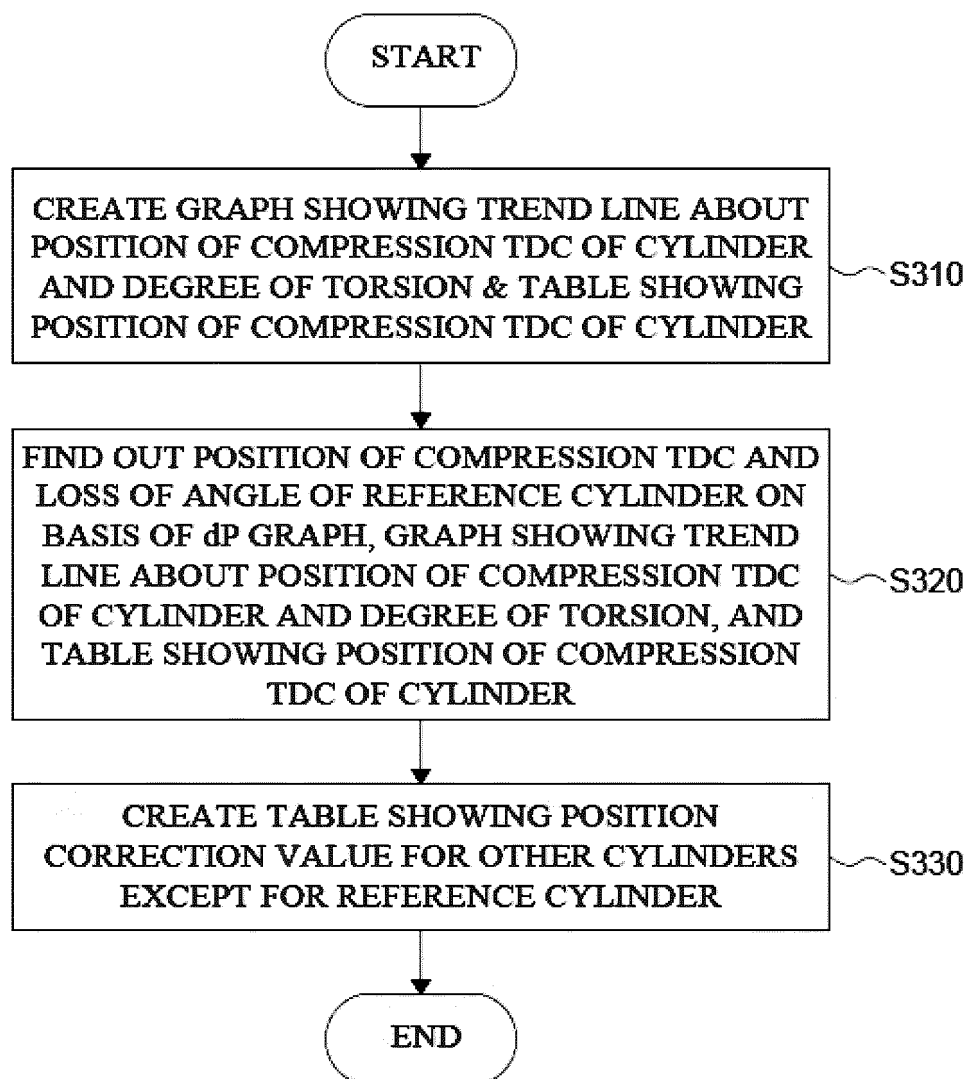 START
CREATE GRAPH SHOWING TREND LINE ABOUT
POSITION OF COMPRESSION TDC OF CYLINDER
AND DEGREE OF TORSION & TABLE SHOWING
POSITION OF COMPRESSION TDC OF CYLINDER
S310
FIND OUT POSITION OF COMPRESSION TDC AND
LOSS OF ANGLE OF REFERENCE CYLINDER ON
BASIS OF dP GRAPH, GRAPH SHOWING TREND
LINE ABOUT POSITION OF COMPRESSION TDC
OF CYLINDER AND DEGREE OF TORSION, AND
TABLE SHOWING POSITION OF COMPRESSION
TDC OF CYLINDER
S320
CREATE TABLE SHOWING POSITION
CORRECTION VALUE FOR OTHER CYLINDERS
EXCEPT FOR REFERENCE CYLINDER
S330
END